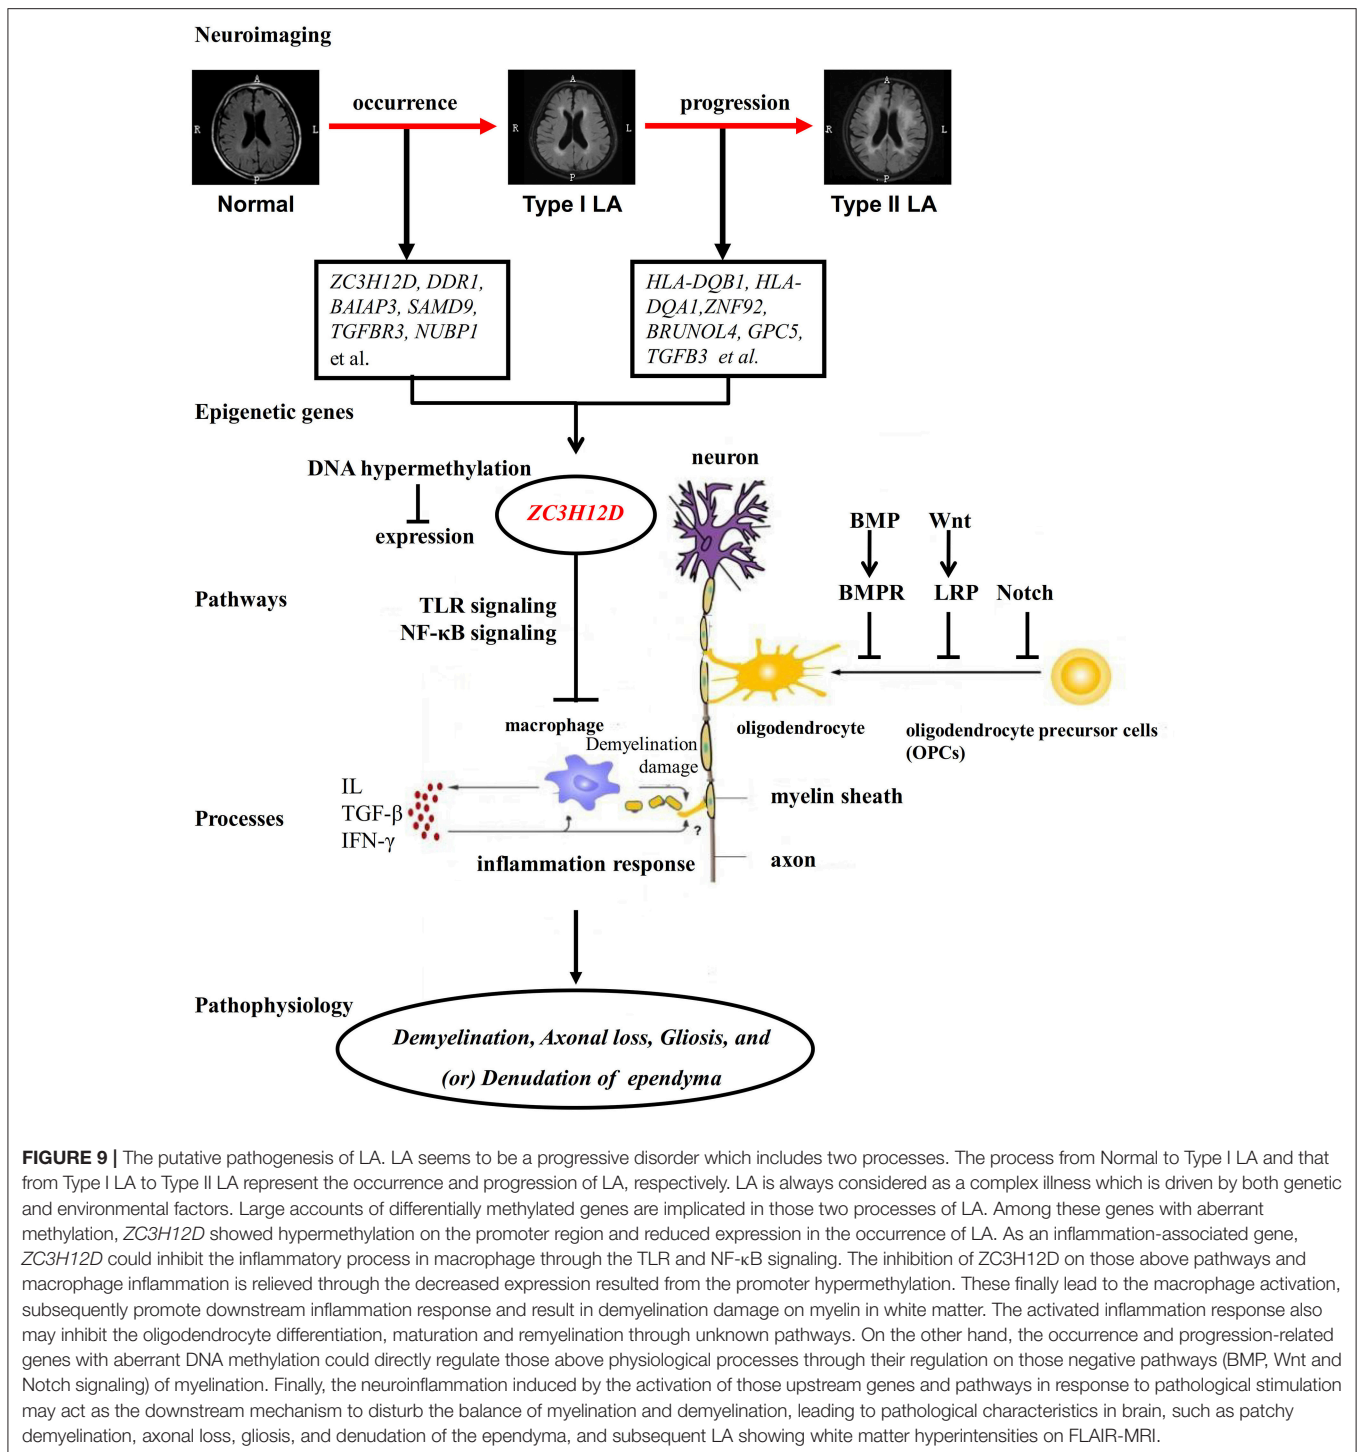 Neuroimaging
occurrence
progression
A
R
L
P
A
R
L
P
A
R
L
P
Normal
Type I LA
Type II LA
ZC3H12D, DDR1,
BAIAP3, SAMD9,
TGFBR3, NUBP1
et al.
HLA-DQB1, HLA-
DQA1,ZNF92,
BRUNOL4, GPC5,
TGFB3 et al.
Epigenetic genes
DNA hypermethylation
expression
ZC3H12D
neuron
BMP
Wnt
BMPR
LRP
Notch
Pathways
TLR signaling
NF-κB signaling
macrophage
oligodendrocyte
oligodendrocyte precursor cells
(OPCs)
Demyelination
damage
Processes
IL
TGF-β
IFN-γ
?
myelin sheath
inflammation response
axon
Pathophysiology
Demyelination, Axonal loss, Gliosis, and
(or) Denudation of ependyma
FIGURE 9 | The putative pathogenesis of LA. LA seems to be a progressive disorder which includes two processes. The process from Normal to Type I LA and that
from Type I LA to Type II LA represent the occurrence and progression of LA, respectively. LA is always considered as a complex illness which is driven by both genetic
and environmental factors. Large accounts of differentially methylated genes are implicated in those two processes of LA. Among these genes with aberrant
methylation, ZC3H12D showed hypermethylation on the promoter region and reduced expression in the occurrence of LA. As an inflammation-associated gene,
ZC3H12D could inhibit the inflammatory process in macrophage through the TLR and NF-κB signaling. The inhibition of ZC3H12D on those above pathways and
macrophage inflammation is relieved through the decreased expression resulted from the promoter hypermethylation. These finally lead to the macrophage activation,
subsequently promote downstream inflammation response and result in demyelination damage on myelin in white matter. The activated inflammation response also
may inhibit the oligodendrocyte differentiation, maturation and remyelination through unknown pathways. On the other hand, the occurrence and progression-related
genes with aberrant DNA methylation could directly regulate those above physiological processes through their regulation on those negative pathways (BMP, Wnt and
Notch signaling) of myelination. Finally, the neuroinflammation induced by the activation of those upstream genes and pathways in response to pathological stimulation
may act as the downstream mechanism to disturb the balance of myelination and demyelination, leading to pathological characteristics in brain, such as patchy
demyelination, axonal loss, gliosis, and denudation of the ependyma, and subsequent LA showing white matter hyperintensities on FLAIR-MRI.